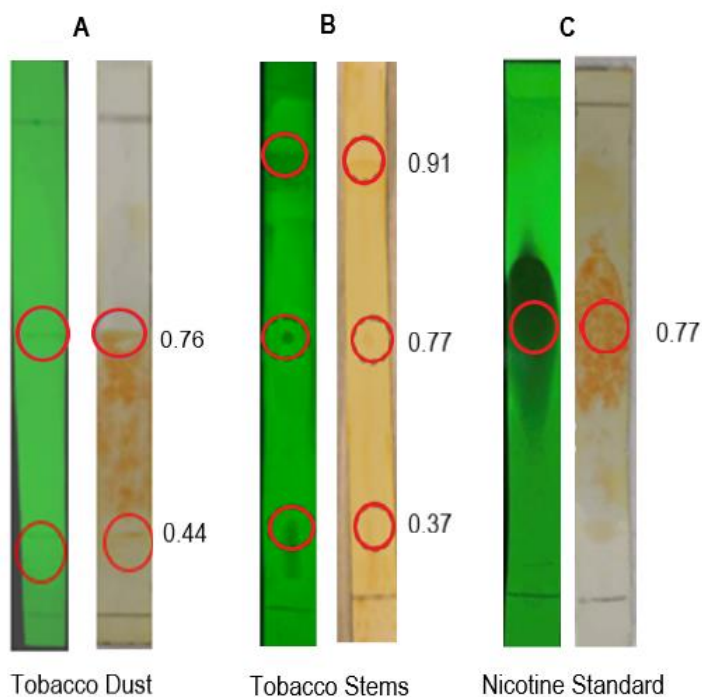 A
B
C
0.91
0.76
0.77
0.77
0.44
0.37
Tobacco Dust
Tobacco Stems
Nicotine Standard